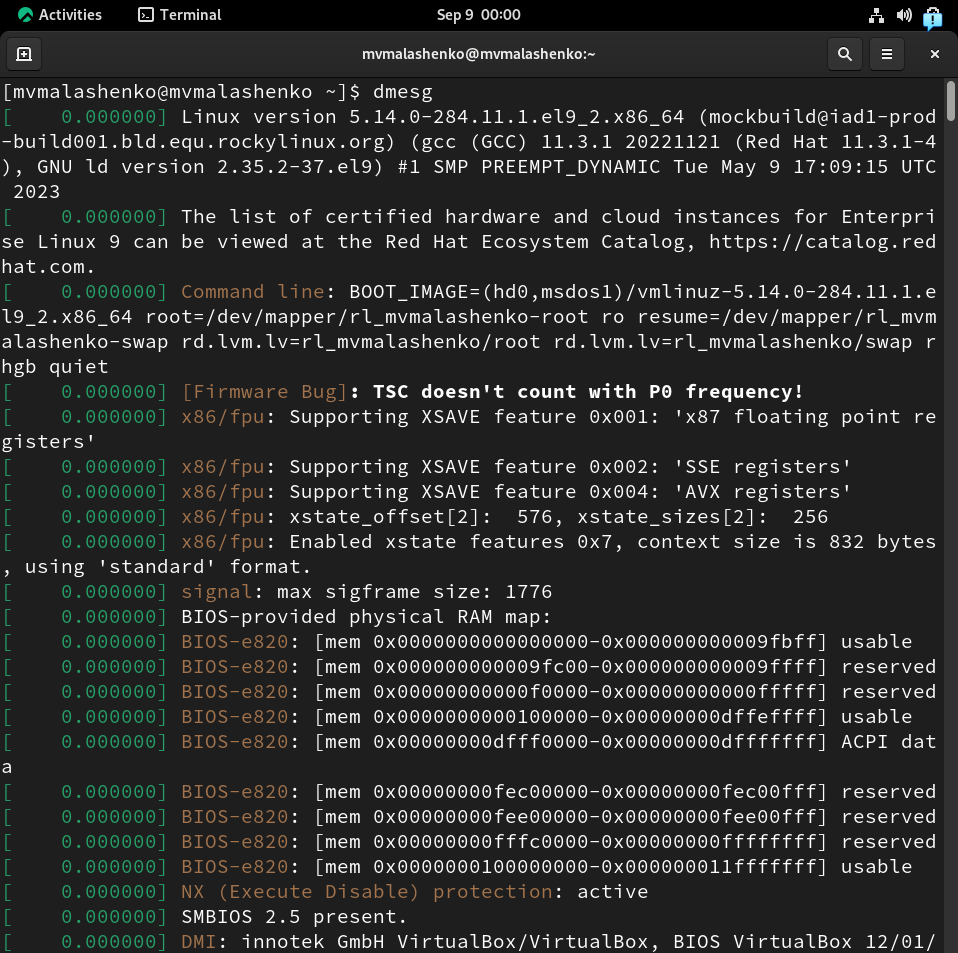 Activities Terminal Sep 9 00:00
mvmalashenko@mvmalashenko:~
[mvmalashenko@mvmalashenko ~]$ dmesg
[    0.000000] Linux version 5.14.0-284.11.1.el9_2.x86_64 (mockbuild@iad1-prod
-build001.bld.equ.rockylinux.org) (gcc (GCC) 11.3.1 20221121 (Red Hat 11.3.1-4
), GNU ld version 2.35.2-37.el9) #1 SMP PREEMPT_DYNAMIC Tue May 9 17:09:15 UTC
 2023
[    0.000000] The list of certified hardware and cloud instances for Enterpri
se Linux 9 can be viewed at the Red Hat Ecosystem Catalog, https://catalog.red
hat.com.
[    0.000000] Command line: BOOT_IMAGE=(hd0,msdos1)/vmlinuz-5.14.0-284.11.1.e
l9_2.x86_64 root=/dev/mapper/rl_mvmalashenko-root ro resume=/dev/mapper/rl_mvm
alashenko-swap rd.lvm.lv=rl_mvmalashenko/root rd.lvm.lv=rl_mvmalashenko/swap r
hgb quiet
[    0.000000] [Firmware Bug]: TSC doesn't count with P0 frequency!
[    0.000000] x86/fpu: Supporting XSAVE feature 0x001: 'x87 floating point re
gisters'
[    0.000000] x86/fpu: Supporting XSAVE feature 0x002: 'SSE registers'
[    0.000000] x86/fpu: Supporting XSAVE feature 0x004: 'AVX registers'
[    0.000000] x86/fpu: xstate_offset[2]:  576, xstate_sizes[2]:  256
[    0.000000] x86/fpu: Enabled xstate features 0x7, context size is 832 bytes
, using 'standard' format.
[    0.000000] signal: max sigframe size: 1776
[    0.000000] BIOS-provided physical RAM map:
[    0.000000] BIOS-e820: [mem 0x0000000000000000-0x000000000009fbff] usable
[    0.000000] BIOS-e820: [mem 0x000000000009fc00-0x000000000009ffff] reserved
[    0.000000] BIOS-e820: [mem 0x00000000000f0000-0x00000000000fffff] reserved
[    0.000000] BIOS-e820: [mem 0x0000000000100000-0x00000000dffeffff] usable
[    0.000000] BIOS-e820: [mem 0x00000000dfff0000-0x00000000dfffffff] ACPI dat
a
[    0.000000] BIOS-e820: [mem 0x00000000fec00000-0x00000000fec00fff] reserved
[    0.000000] BIOS-e820: [mem 0x00000000fee00000-0x00000000fee00fff] reserved
[    0.000000] BIOS-e820: [mem 0x00000000fffc0000-0x00000000ffffffff] reserved
[    0.000000] BIOS-e820: [mem 0x0000000100000000-0x000000011fffffff] usable
[    0.000000] NX (Execute Disable) protection: active
[    0.000000] SMBIOS 2.5 present.
[    0.000000] DMI: innotek GmbH VirtualBox/VirtualBox, BIOS VirtualBox 12/01/